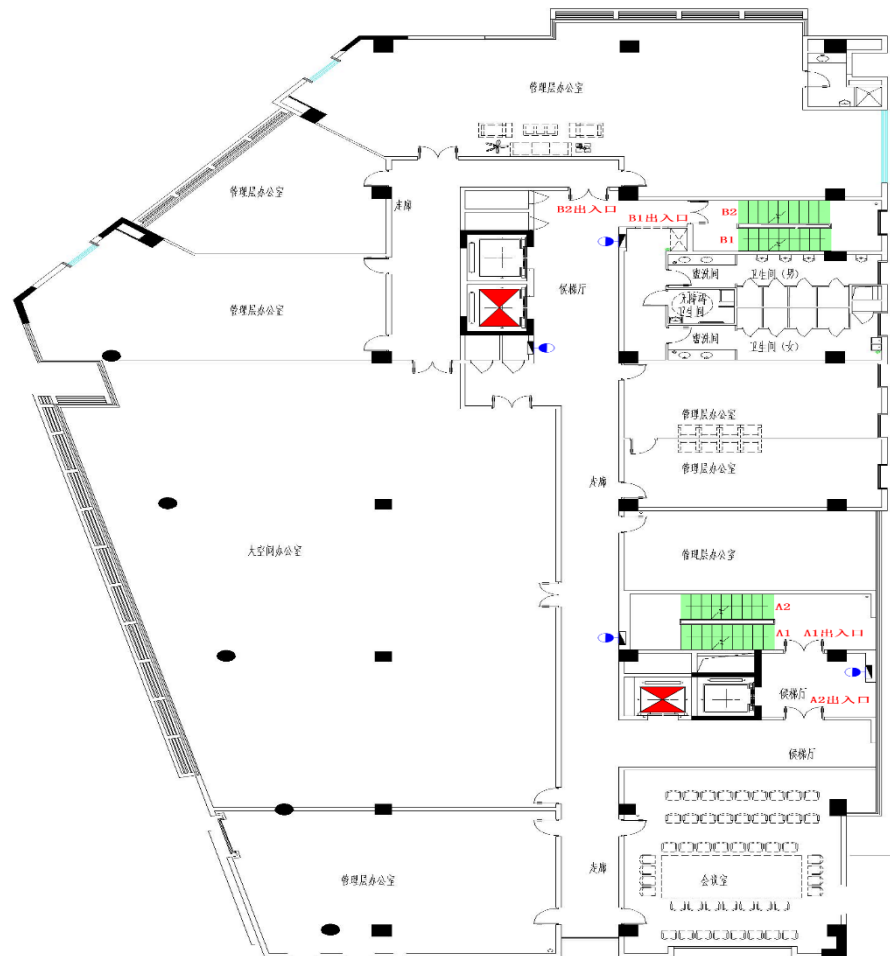 管理层办公室
管理层办公室
走廊
B2出入口
B1出入口
B2
B1
盥洗间
卫生间（男）
候梯厅
无障碍
卫生间
管理层办公室
盥洗间
卫生间（女）
管理层办公室
走廊
管理层办公室
大空间办公室
管理层办公室
A2
A1
A1出入口
候梯厅
A2出入口
候梯厅
管理层办公室
走廊
会议室